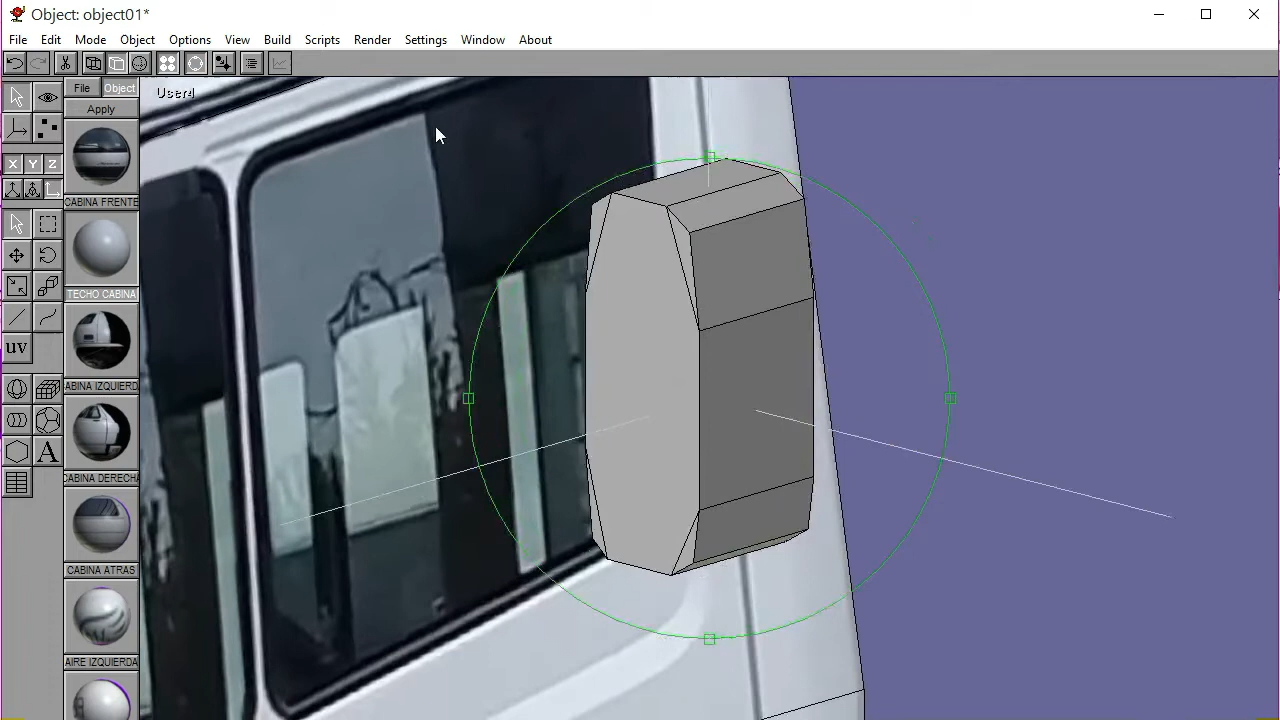 Object: object01*
File Edit Mode Object Options View Build Scripts Render Settings Window About
File Object
Apply
User4
X Y Z
CABINA FRENTE
TECHO CABINA
ABINA IZQUIERD
CABINA DERECHA
UV
CABINA ATRAS
A
AIRE IZQUIERDA